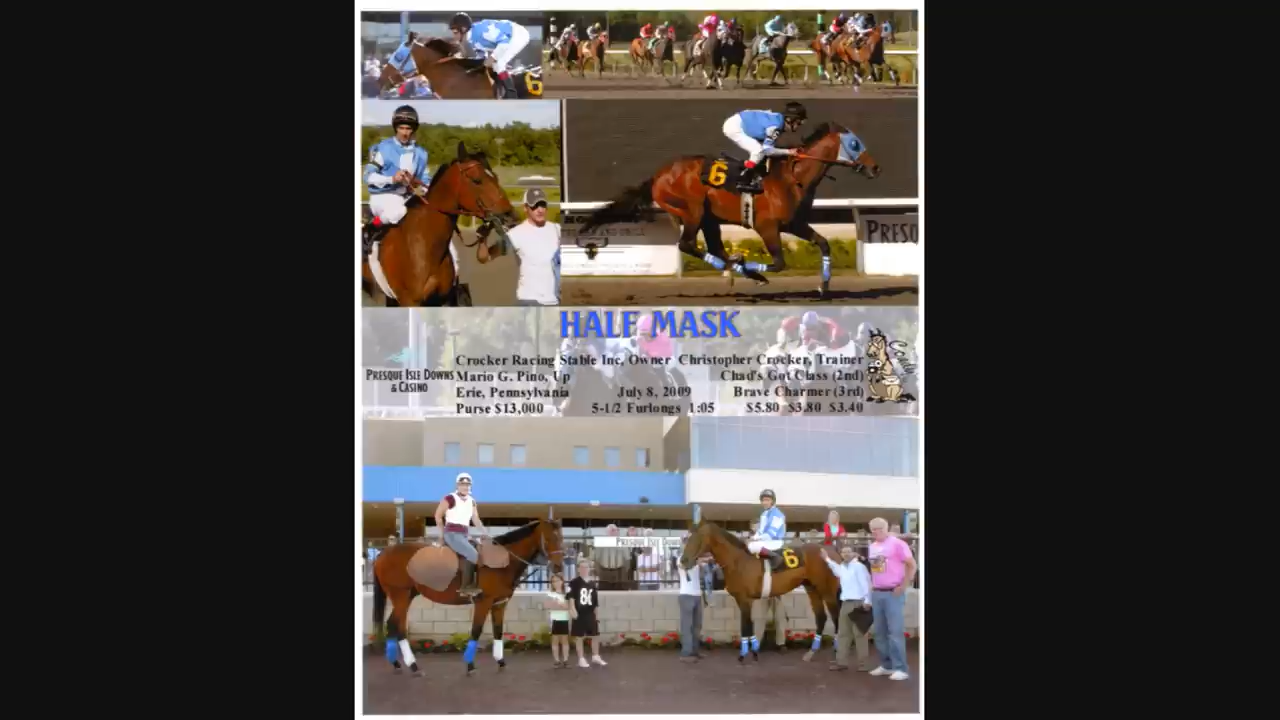 6
6
PRESQ
HALF MASK
Crocker Racing Stable Inc, Owner Christopher Crocker, Trainer
PRESQUE ISLE DOWNS
& CASINO
Mario G. Pino, Up Chad's Got Class (2nd)
Erie, Pennsylvania July 8, 2009 Brave Charmer (3rd)
Purse $13,000 5-1/2 Furlongs 1:05 $5.80 $3.80 $3.40
PRESQUE ISLE DOWN
6